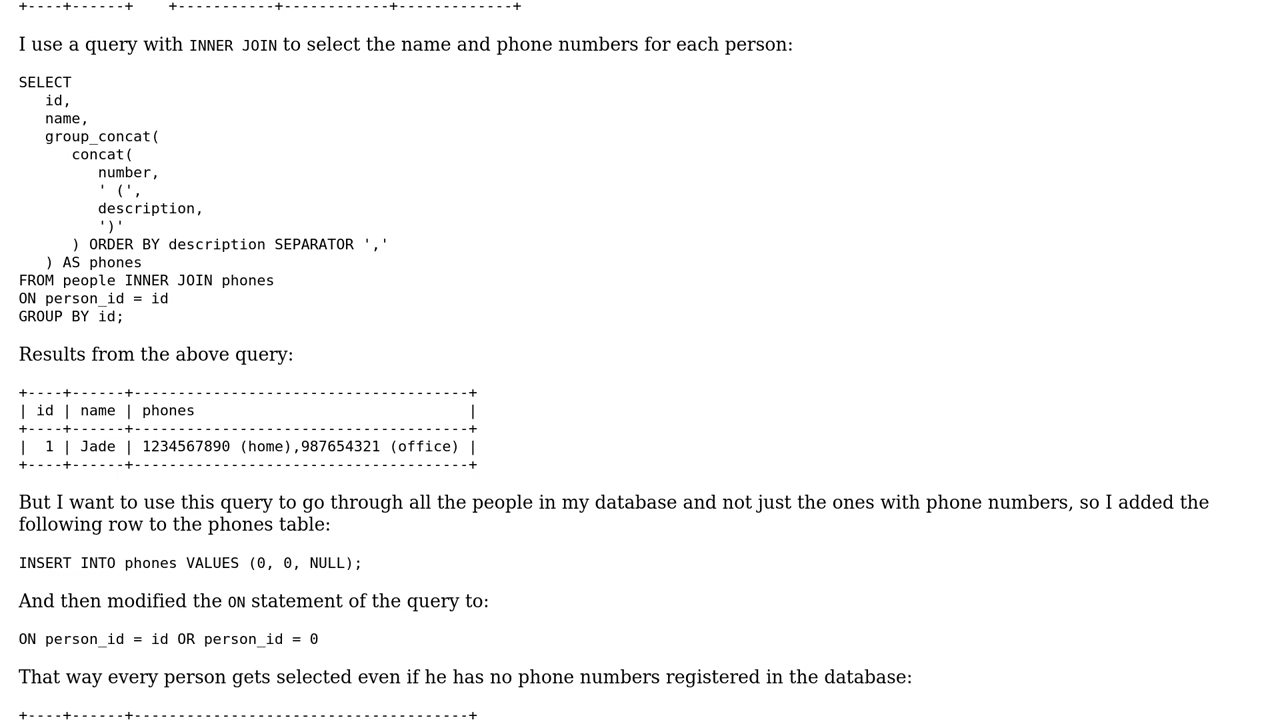 +----+------+    +-----------+------------+-------------+
I use a query with INNER JOIN to select the name and phone numbers for each person:
SELECT
   id,
   name,
   group_concat(
      concat(
         number,
         ' (',
         description,
         ')'
      ) ORDER BY description SEPARATOR ','
   ) AS phones
FROM people INNER JOIN phones
ON person_id = id
GROUP BY id;
Results from the above query:
+----+------+--------------------------------------+
| id | name | phones                               |
+----+------+--------------------------------------+
|  1 | Jade | 1234567890 (home),987654321 (office) |
+----+------+--------------------------------------+
But I want to use this query to go through all the people in my database and not just the ones with phone numbers, so I added the
following row to the phones table:
INSERT INTO phones VALUES (0, 0, NULL);
And then modified the ON statement of the query to:
ON person_id = id OR person_id = 0
That way every person gets selected even if he has no phone numbers registered in the database:
+----+------+--------------------------------------+